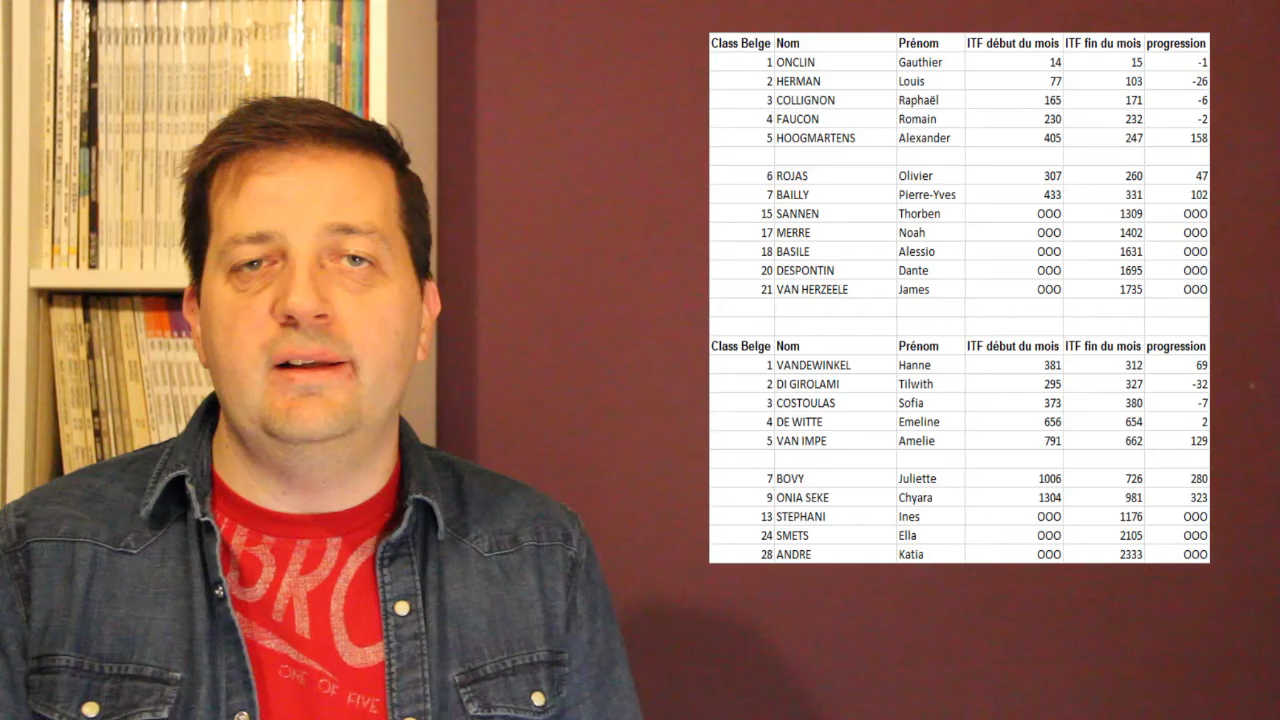 Class Belge Nom Prénom ITF début du mois ITF fin du mois progression
1 ONCLIN Gauthier 14 15 -1
2 HERMAN Louis 77 103 -26
3 COLLIGNON Raphaël 165 171 -6
4 FAUCON Romain 230 232 -2
5 HOOGMARTENS Alexander 405 247 158
6 ROJAS Olivier 307 260 47
7 BAILLY Pierre-Yves 433 331 102
15 SANNEN Thorben OOO 1309 OOO
17 MERRE Noah OOO 1402 OOO
18 BASILE Alessio OOO 1631 OOO
20 DESPONTIN Dante OOO 1695 OOO
21 VAN HERZEELE James OOO 1735 OOO
Class Belge Nom Prénom ITF début du mois ITF fin du mois progression
1 VANDEWINKEL Hanne 381 312 69
2 DI GIROLAMI Tilwith 295 327 -32
3 COSTOULAS Sofia 373 380 -7
4 DE WITTE Emeline 656 654 2
5 VAN IMPE Amelie 791 662 129
7 BOVY Juliette 1006 726 280
9 ONIA SEKE Chyara 1304 981 323
13 STEPHANI Ines OOO 1176 OOO
24 SMETS Ella OOO 2105 OOO
28 ANDRE Katia OOO 2333 OOO
BRO
ONE OF FIVE